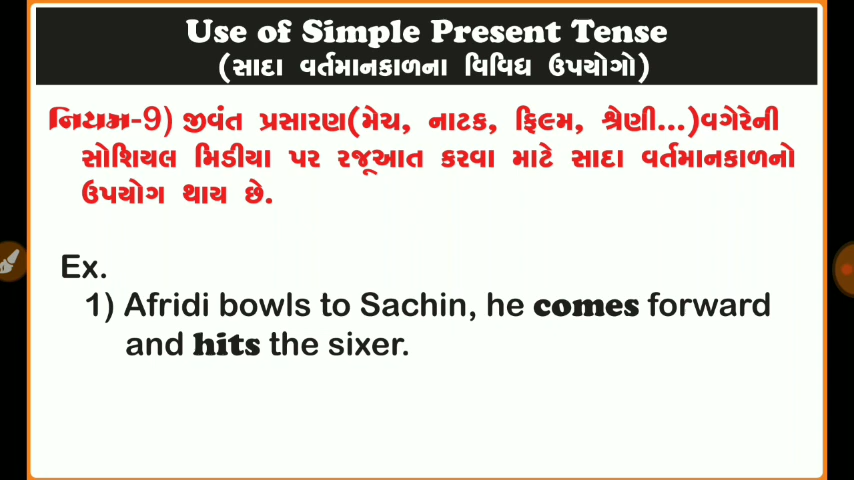 Use of Simple Present Tense
(સાદા વર્તમાનકાળના વિવિધ ઉપયોગો)
નિયમ-9) જીવંત પ્રસારણ(મેચ, નાટક, ફિલ્મ, શ્રેણી...)વગેરેની
સોશિયલ મિડીયા પર રજૂઆત કરવા માટે સાદા વર્તમાનકાળનો
ઉપયોગ થાય છે.
Ex.
1) Afridi bowls to Sachin, he comes forward
and hits the sixer.